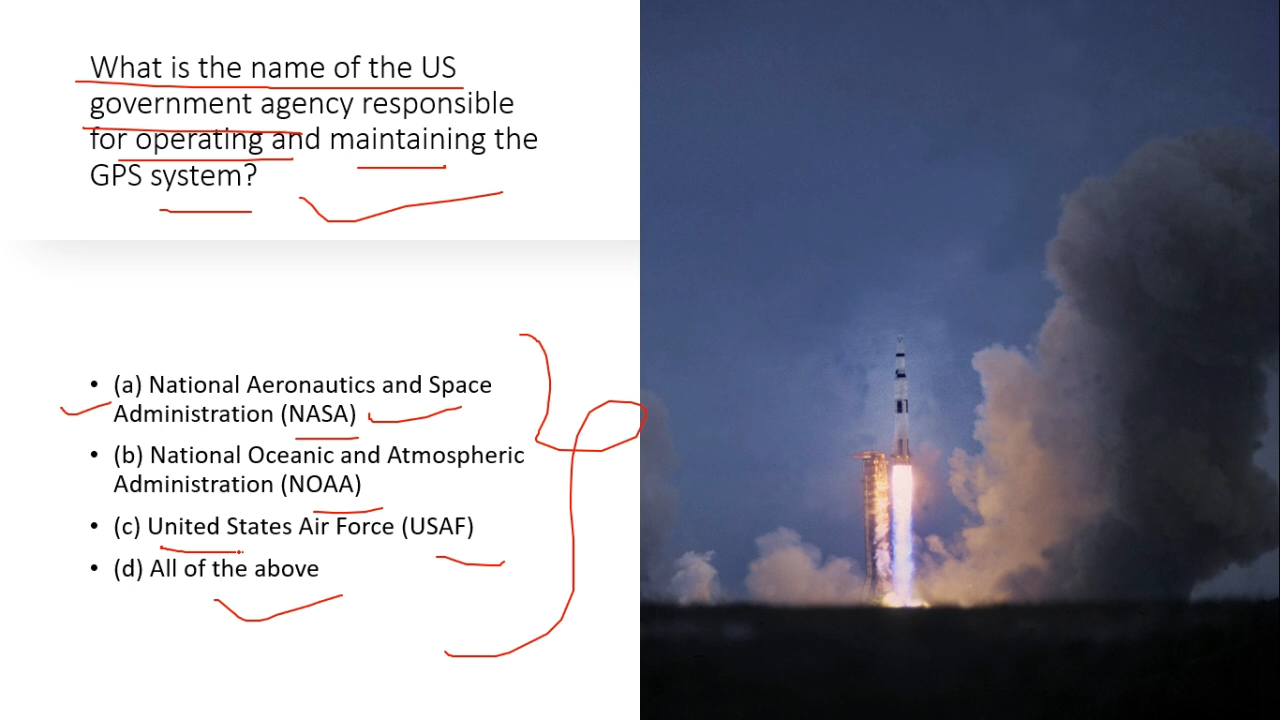 What is the name of the US
government agency responsible
for operating and maintaining the
GPS system?
• (a) National Aeronautics and Space
Administration (NASA)
• (b) National Oceanic and Atmospheric
Administration (NOAA)
• (c) United States Air Force (USAF)
• (d) All of the above